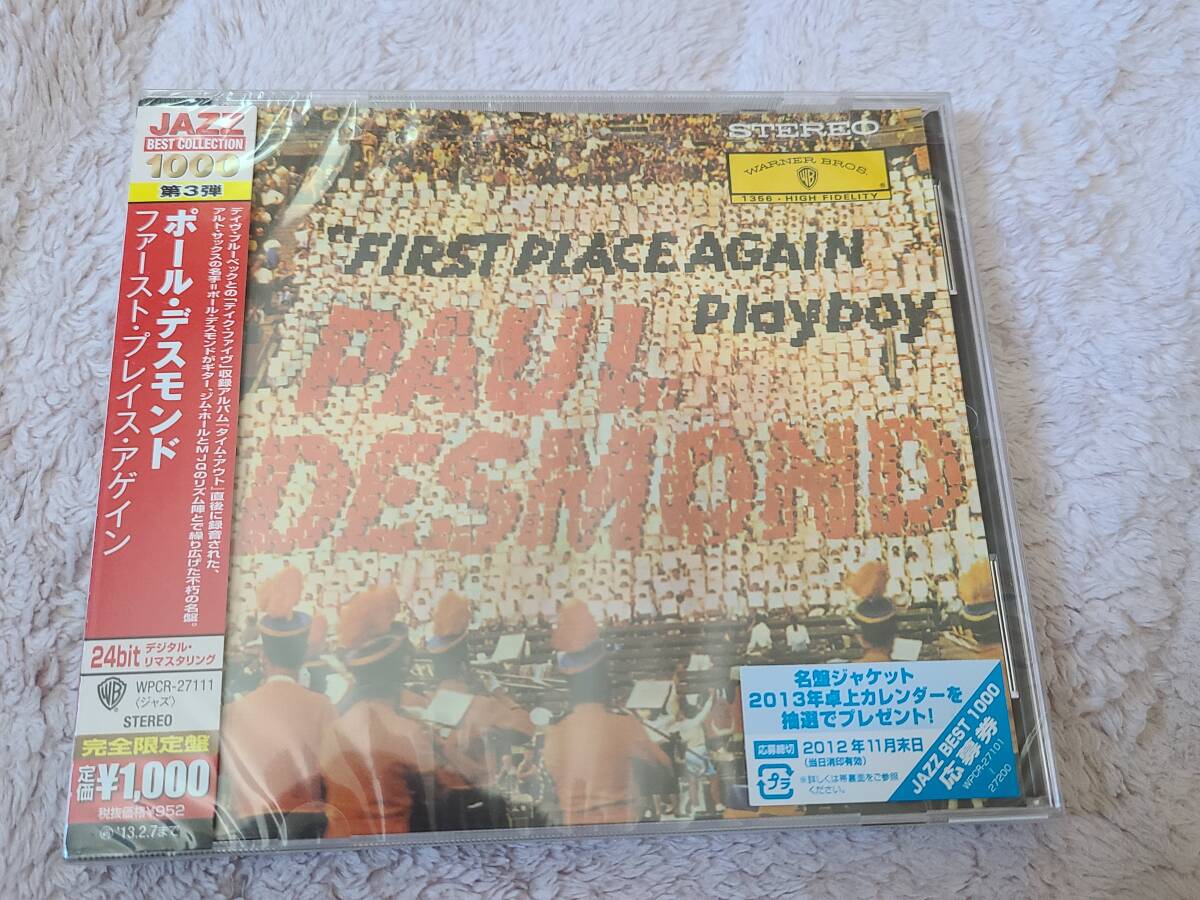 JAZZ
BEST COLLECTION
1000
第3弾
ポール・デスモンド
ファースト・プレイス・アゲイン
デイヴ・ブルーベックとの「テイク・ファイヴ」収録アルバム『タイム・アウト』直後に録音された、
アルト・サックスの名手=ポール・デスモンドがギター、ジム・ホールとMJQのリズム陣とで繰り広げた不朽の名盤。
24bit デジタル・
リマスタリング
WB
WPCR-27111
〈ジャズ〉
STEREO
完全限定盤
定価¥1,000
税抜価格¥952
'13.2.7まで
STEREO
WARNER BROS.
WB
1356 · HIGH FIDELITY
"FIRST PLACE AGAIN
Playboy
PAUL
DESMOND
名盤ジャケット
2013年卓上カレンダーを
抽選でプレゼント!
応募締切 2012年11月末日
(当日消印有効)
プラ
※詳しくは帯裏面をご参照
ください。
JAZZ BEST 1000
応募券
WPCR-27101
-
27200